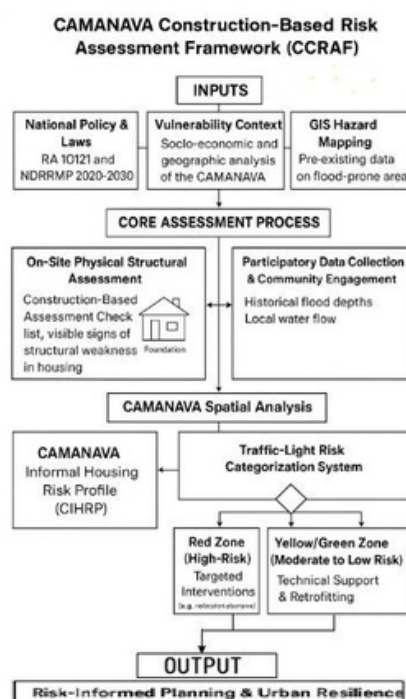 CAMANAVA Construction-Based Risk
Assessment Framework (CCRAF)
INPUTS
National Policy &
Laws
RA 10121 and
NDRRMP 2020-2030
Vulnerability Context
Socio-economic and
geographic analysis
of the CAMANAVA
GIS Hazard
Mapping
Pre-existing data
on flood-prone area
CORE ASSESSMENT PROCESS
On-Site Physical Structural
Assessment
Construction-Based
Assessment Check
list, visible signs of
structural weakness
in housing
Foundation
Participatory Data Collection
& Community Engagement
Historical flood depths
Local water flow
CAMANAVA Spatial Analysis
CAMANAVA
Informal Housing
Risk Profile
(CIHRP)
Traffic-Light Risk
Categorization System
Red Zone
(High-Risk)
Targeted
Interventions
(e.g.
Yellow/Green Zone
(Moderate to Low Risk)
Technical Support
& Retrofitting
OUTPUT
Risk-Informed Planning & Urban Resilience